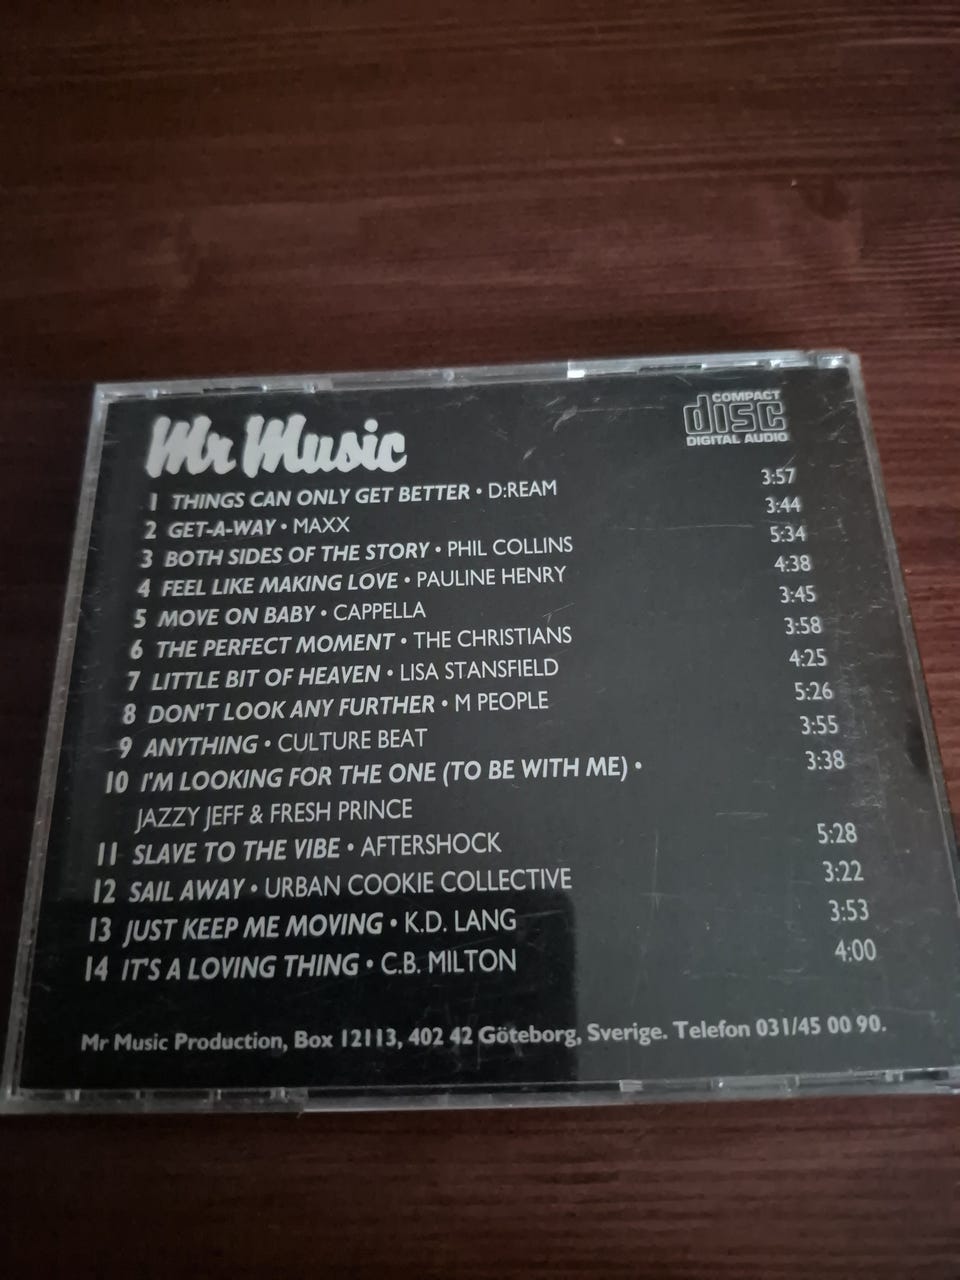 COMPACT
disc
DIGITAL AUDIO
Mr Music
1 THINGS CAN ONLY GET BETTER • D:REAM 3:57
2 GET-A-WAY • MAXX 3:44
3 BOTH SIDES OF THE STORY • PHIL COLLINS 5:34
4 FEEL LIKE MAKING LOVE • PAULINE HENRY 4:38
5 MOVE ON BABY • CAPPELLA 3:45
6 THE PERFECT MOMENT • THE CHRISTIANS 3:58
7 LITTLE BIT OF HEAVEN • LISA STANSFIELD 4:25
8 DON'T LOOK ANY FURTHER • M PEOPLE 5:26
9 ANYTHING • CULTURE BEAT 3:55
10 I'M LOOKING FOR THE ONE (TO BE WITH ME) • 3:38
JAZZY JEFF & FRESH PRINCE
11 SLAVE TO THE VIBE • AFTERSHOCK 5:28
12 SAIL AWAY • URBAN COOKIE COLLECTIVE 3:22
13 JUST KEEP ME MOVING • K.D. LANG 3:53
14 IT'S A LOVING THING • C.B. MILTON 4:00
Mr Music Production, Box 12113, 402 42 Göteborg, Sverige. Telefon 031/45 00 90.